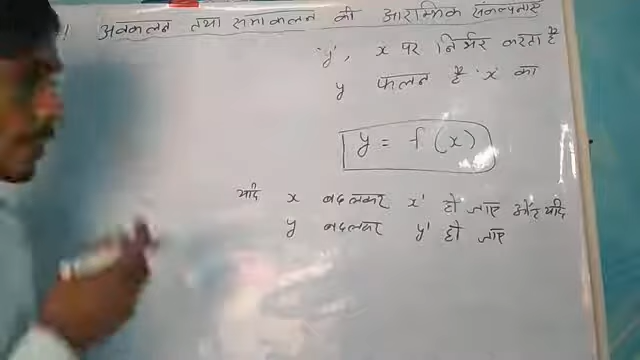 ! अवकलन तथा समाकलन की आरम्भिक संकल्पनाएं
'y', x पर निर्भर करता है
y फलन है 'x' का
y = f(x)
यदि x बदलकर x' हो जाए और यदि
y बदलकर y' हो जाए